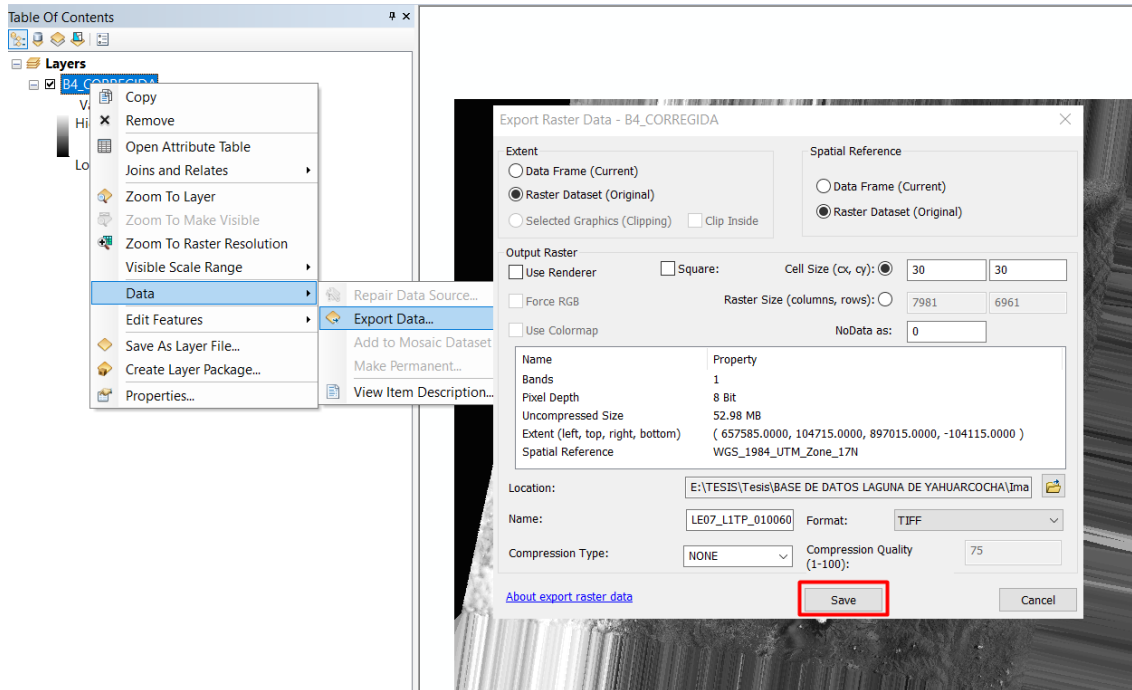 Table Of Contents
Layers
B4_CORREGIDA
Hi
Lo
Copy
Remove
Open Attribute Table
Joins and Relates
Zoom To Layer
Zoom To Make Visible
Zoom To Raster Resolution
Visible Scale Range
Data
Edit Features
Save As Layer File...
Create Layer Package...
Properties...
Repair Data Source...
Export Data...
Add to Mosaic Dataset
Make Permanent...
View Item Description...
Export Raster Data - B4_CORREGIDA
Extent
Data Frame (Current)
Raster Dataset (Original)
Selected Graphics (Clipping) Clip Inside
Spatial Reference
Data Frame (Current)
Raster Dataset (Original)
Output Raster
Use Renderer Square: Cell Size (cx, cy): 30 30
Force RGB Raster Size (columns, rows): 7981 6961
Use Colormap NoData as: 0
Name Property
Bands 1
Pixel Depth 8 Bit
Uncompressed Size 52.98 MB
Extent (left, top, right, bottom) ( 657585.0000, 104715.0000, 897015.0000, -104115.0000 )
Spatial Reference WGS_1984_UTM_Zone_17N
Location: E:\TESIS\Tesis\BASE DE DATOS LAGUNA DE YAHUARCOCHA\Ima
Name: LE07_L1TP_010060 Format: TIFF
Compression Type: NONE Compression Quality (1-100): 75
About export raster data Save Cancel